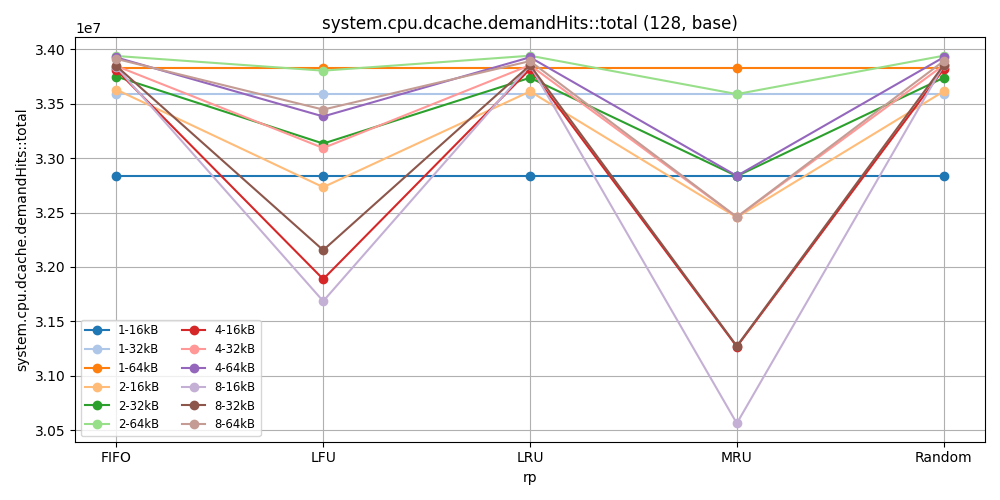 system.cpu.dcache.demandHits::total (128, base)
1e7
3.40
3.35
3.30
3.25
3.20
3.15
3.10
3.05
system.cpu.dcache.demandHits::total
1-16kB
1-32kB
1-64kB
2-16kB
2-32kB
2-64kB
4-16kB
4-32kB
4-64kB
8-16kB
8-32kB
8-64kB
FIFO LFU LRU MRU Random
rp